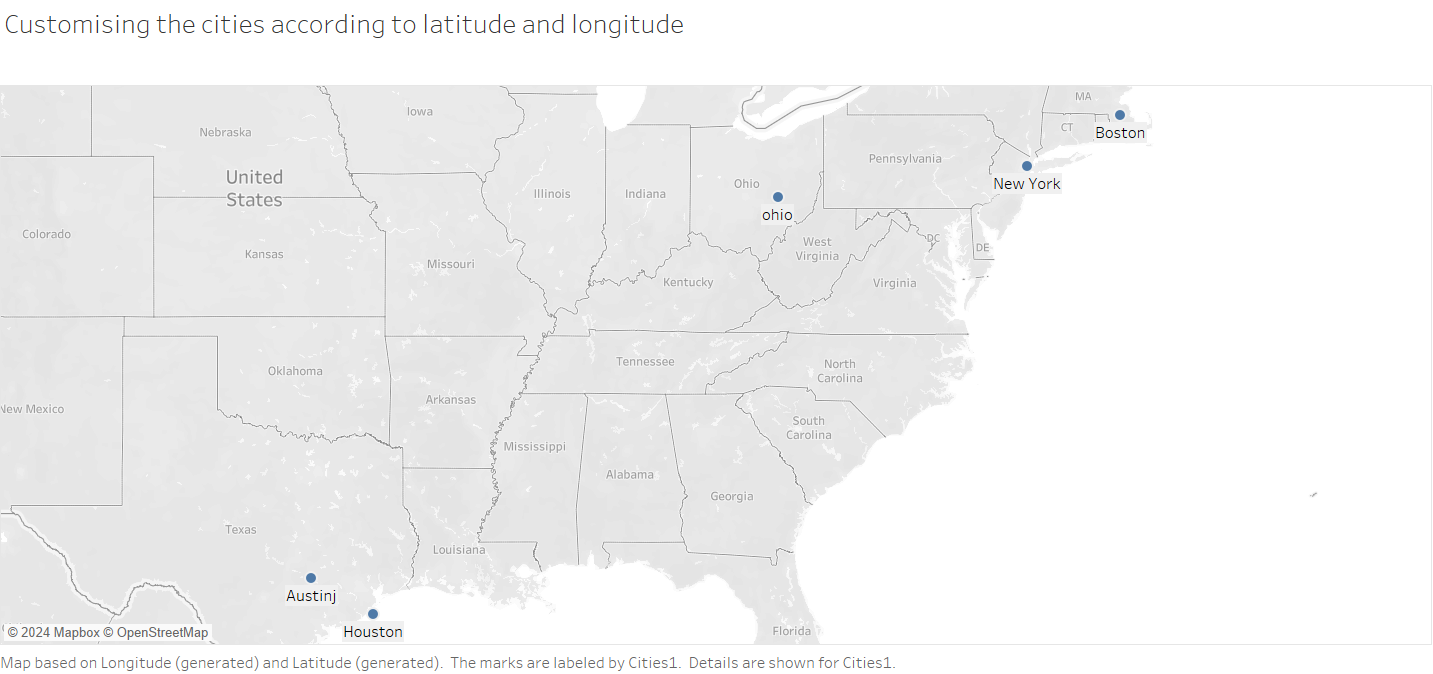 Customising the cities according to latitude and longitude
MA
Iowa
Boston
CT
Nebraska
Pennsylvania
United
States
Ohio
New York
Illinois
Indiana
ohio
Colorado
West
Virginia
DC
DE
Kansas
Missouri
Kentucky
Virginia
Tennessee
North
Carolina
Oklahoma
Arkansas
New Mexico
South
Carolina
Mississippi
Alabama
Georgia
Texas
Louisiana
Austinj
Houston
Florida
© 2024 Mapbox © OpenStreetMap
Map based on Longitude (generated) and Latitude (generated). The marks are labeled by Cities1. Details are shown for Cities1.